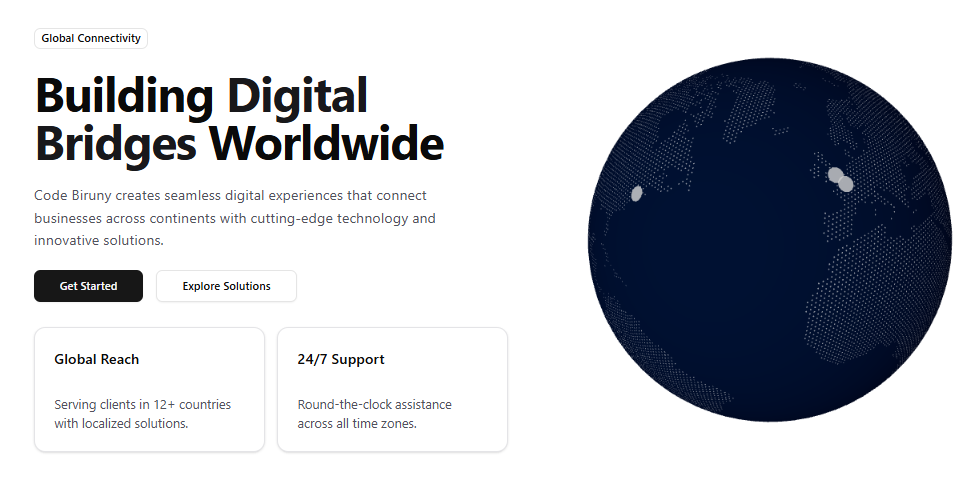 Global Connectivity
Building Digital
Bridges Worldwide
Code Biruny creates seamless digital experiences that connect
businesses across continents with cutting-edge technology and
innovative solutions.
Get Started
Explore Solutions
Global Reach
Serving clients in 12+ countries
with localized solutions.
24/7 Support
Round-the-clock assistance
across all time zones.